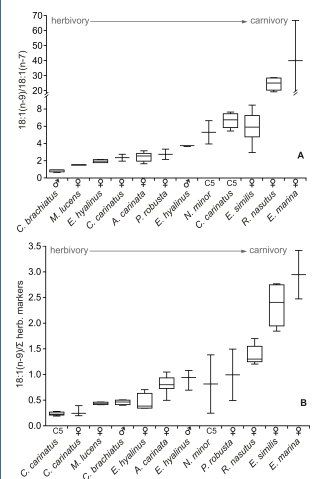 70
60
50
40
30
20
8
6
4
2
0
18:1(n-9)/18:1(n-7)
herbivory
carnivory
A
♂ ♀ ♀ ♀ ♀ ♀ ♂ C5 C5 ♀ ♀ ♀
C. brachiatus
M. lucens
E. hyalinus
C. carinatus
A. carinata
P. robusta
E. hyalinus
N. minor
C. carinatus
E. similis
R. nasutus
E. marina
3.5
3.0
2.5
2.0
1.5
1.0
0.5
0.0
18:1(n-9)/Σ herb. markers
herbivory
carnivory
B
C5 ♀ ♀ ♂ ♀ ♀ ♂ C5 ♀ ♀ ♀ ♀
C. carinatus
C. carinatus
M. lucens
C. brachiatus
E. hyalinus
A. carinata
E. hyalinus
N. minor
P. robusta
R. nasutus
E. similis
E. marina